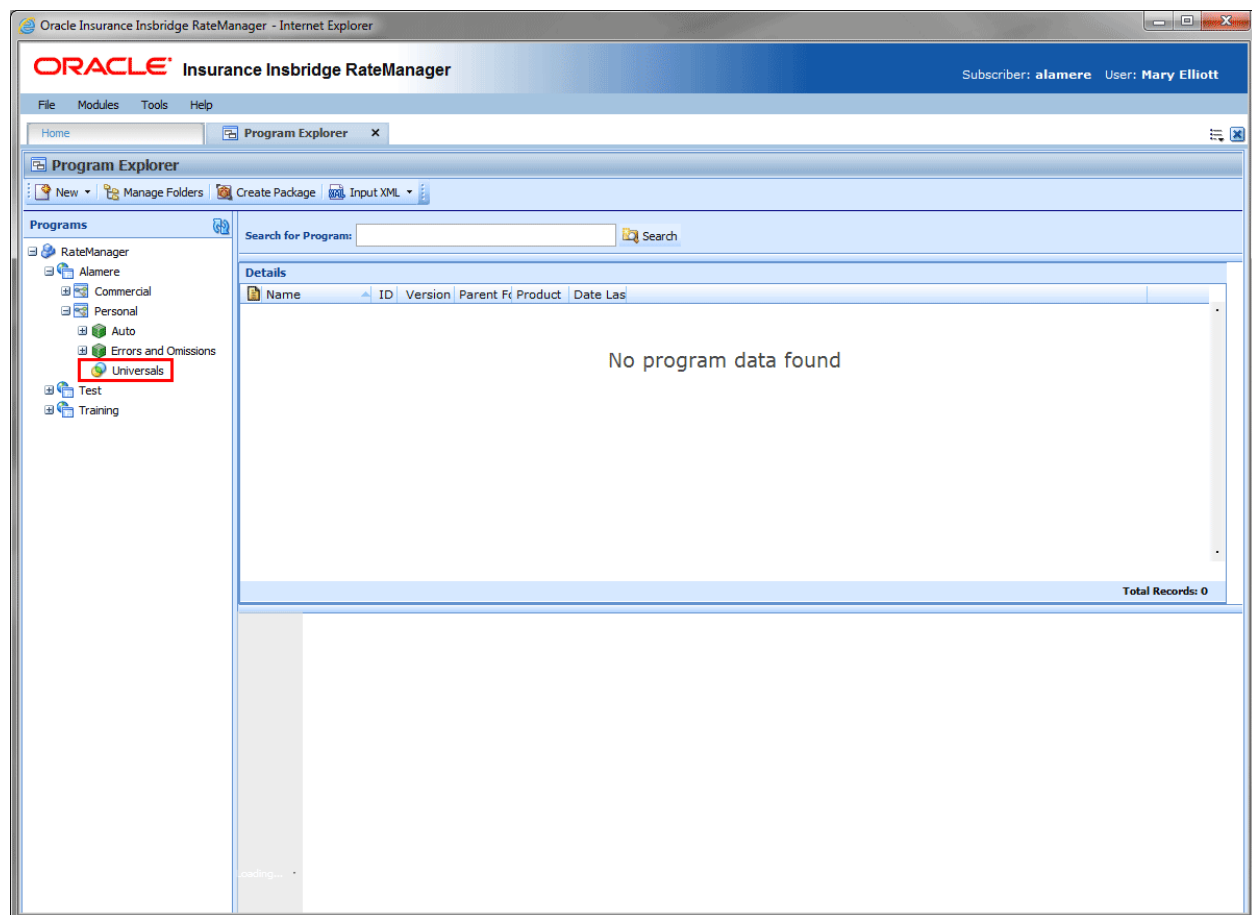 Oracle Insurance Insbridge RateManager - Internet Explorer
ORACLE Insurance Insbridge RateManager
Subscriber: alamere User: Mary Elliott
File Modules Tools Help
Home Program Explorer X
Program Explorer
New Manage Folders Create Package Input XML
Programs
Search for Program: Search
RateManager
Alamere
Commercial
Personal
Auto
Errors and Omissions
Universals
Test
Training
Details
Name ID Version Parent Fo Product Date Las
No program data found
Total Records: 0
Loading...